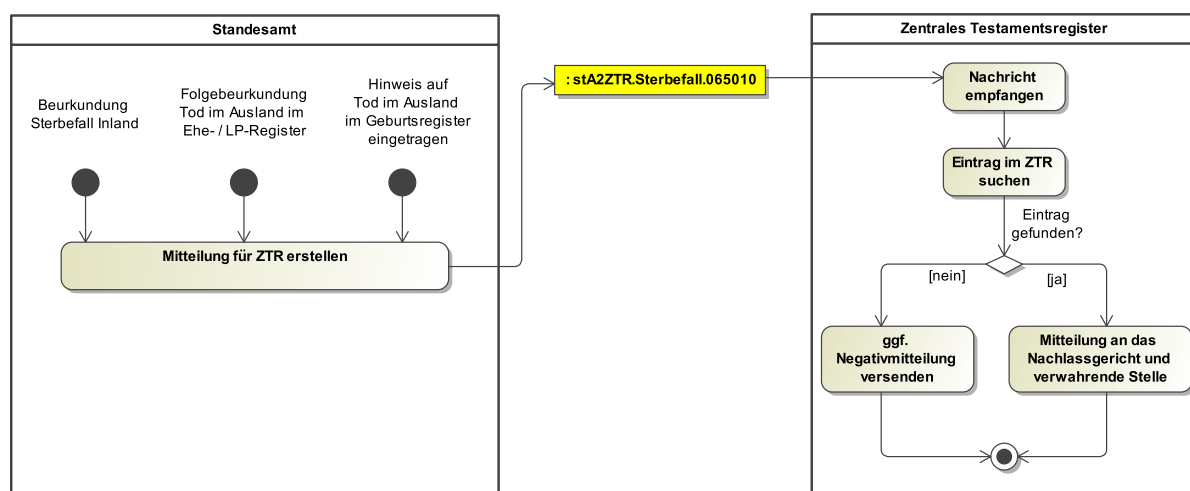 Standesamt
Beurkundung
Sterbefall Inland
Folgebeurkundung
Tod im Ausland im
Ehe- / LP-Register
Hinweis auf
Tod im Ausland
im Geburtsregister
eingetragen
Mitteilung für ZTR erstellen
: stA2ZTR.Sterbefall.065010
Zentrales Testamentsregister
Nachricht
empfangen
Eintrag im ZTR
suchen
Eintrag
gefunden?
[nein]
[ja]
ggf.
Negativmitteilung
versenden
Mitteilung an das
Nachlassgericht und
verwahrende Stelle